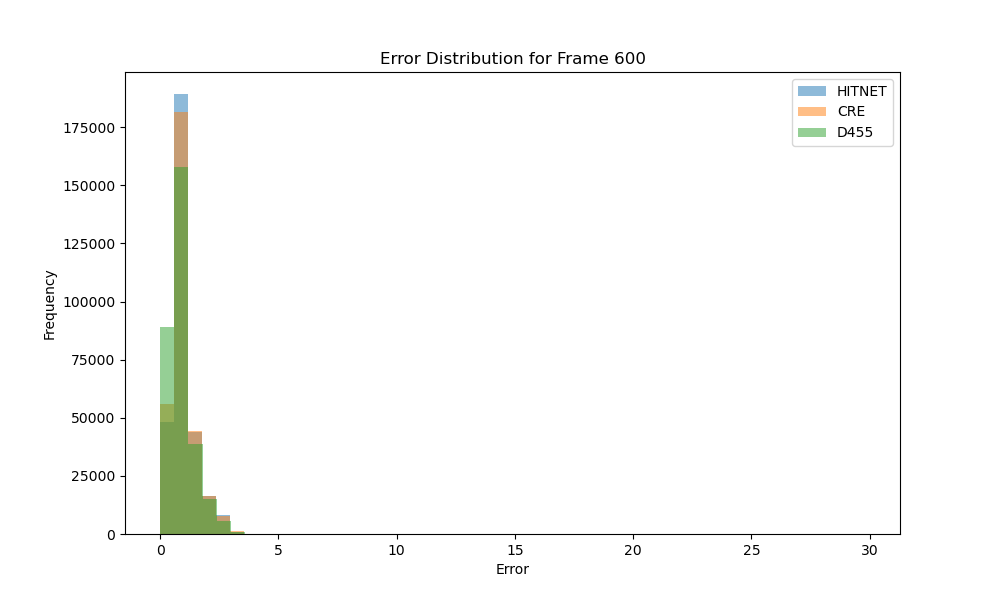 Error Distribution for Frame 600
HITNET
CRE
D455
175000
150000
125000
100000
75000
50000
25000
0
Frequency
0 5 10 15 20 25 30
Error